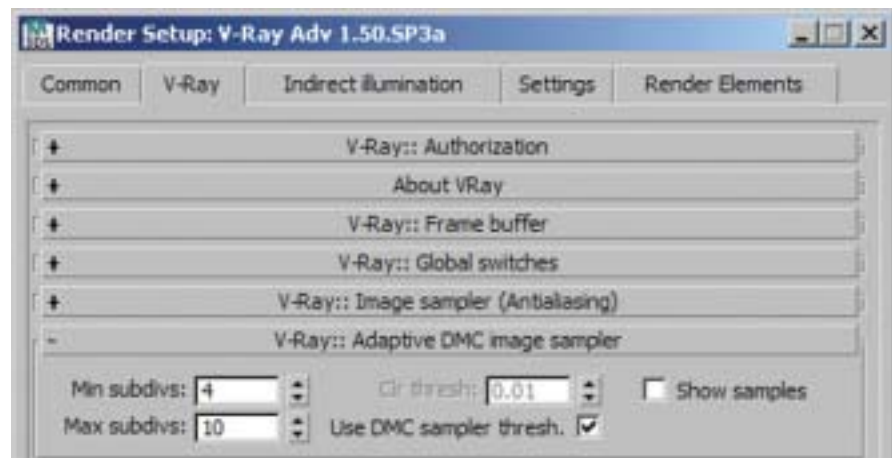 Render Setup: V-Ray Adv 1.50.SP3a
Common V-Ray Indirect illumination Settings Render Elements
+ V-Ray:: Authorization
+ About VRay
+ V-Ray:: Frame buffer
+ V-Ray:: Global switches
+ V-Ray:: Image sampler (Antialiasing)
- V-Ray:: Adaptive DMC image sampler
Min subdivs: 4 Clr thresh: 0.01 Show samples
Max subdivs: 10 Use DMC sampler thresh.